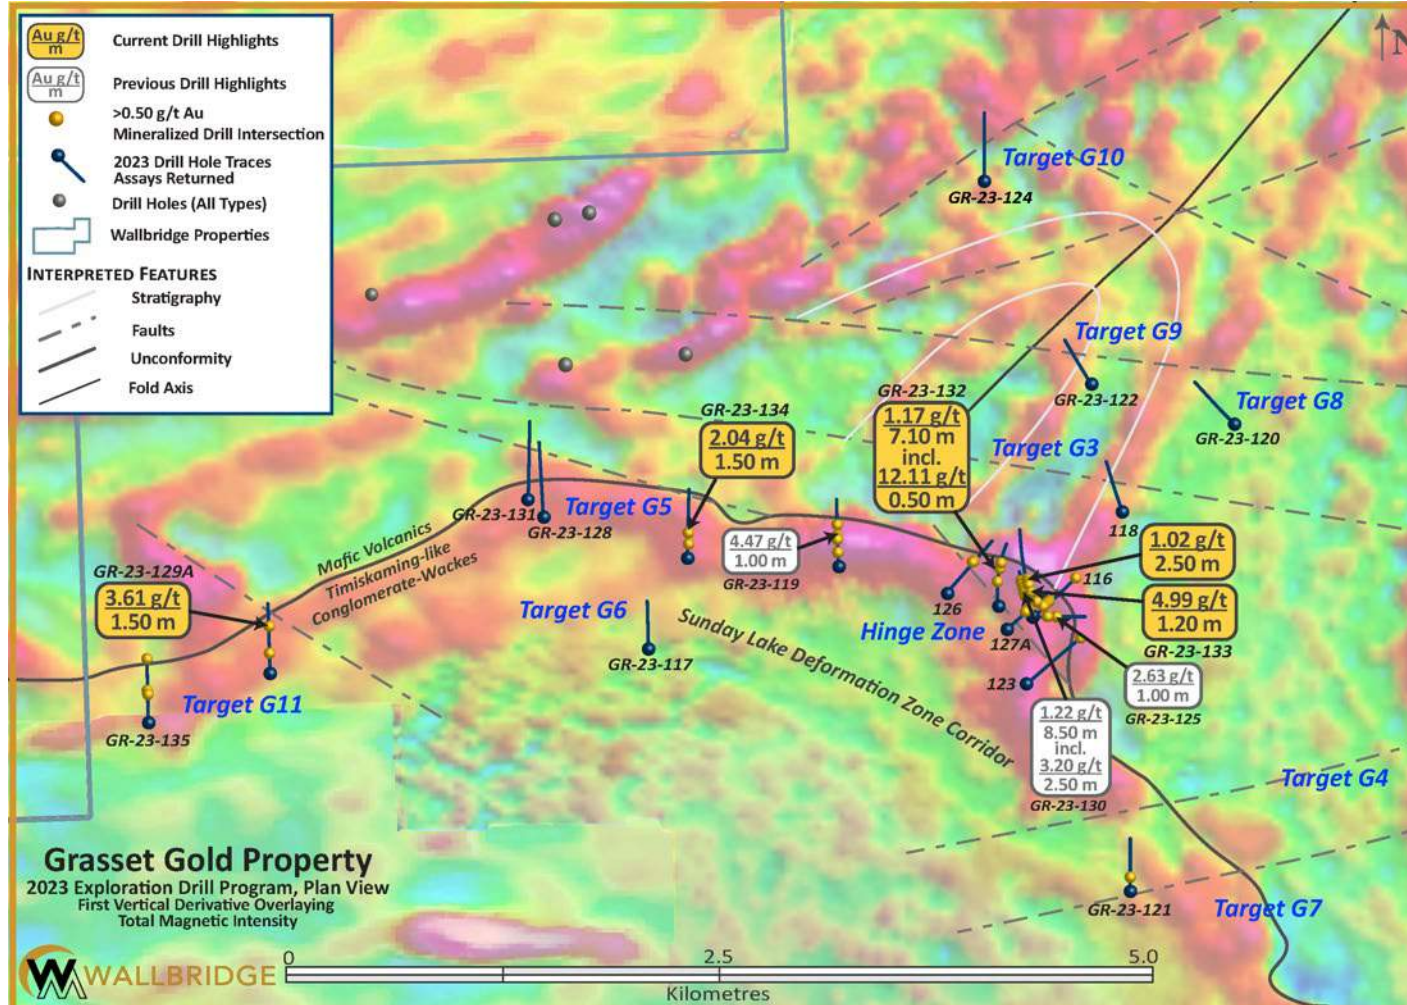 Au g/t
m
Current Drill Highlights
Au g/t
m
Previous Drill Highlights
>0.50 g/t Au
Mineralized Drill Intersection
2023 Drill Hole Traces
Assays Returned
Drill Holes (All Types)
Wallbridge Properties
INTERPRETED FEATURES
Stratigraphy
Faults
Unconformity
Fold Axis
N
Target G10
GR-23-124
Target G9
GR-23-122
Target G8
GR-23-120
GR-23-132
1.17 g/t
7.10 m
incl.
12.11 g/t
0.50 m
Target G3
118
GR-23-134
2.04 g/t
1.50 m
GR-23-131
Target G5
GR-23-128
4.47 g/t
1.00 m
GR-23-119
1.02 g/t
2.50 m
116
4.99 g/t
1.20 m
GR-23-133
Mafic Volcanics
Timiskaming-like
Conglomerate-Wackes
GR-23-129A
3.61 g/t
1.50 m
Target G6
GR-23-117
126
Hinge Zone
127A
123
2.63 g/t
1.00 m
GR-23-125
Sunday Lake Deformation Zone Corridor
Target G11
GR-23-135
1.22 g/t
8.50 m
incl.
3.20 g/t
2.50 m
GR-23-130
Target G4
GR-23-121
Target G7
Grasset Gold Property
2023 Exploration Drill Program, Plan View
First Vertical Derivative Overlaying
Total Magnetic Intensity
WALLBRIDGE
0
2.5
5.0
Kilometres